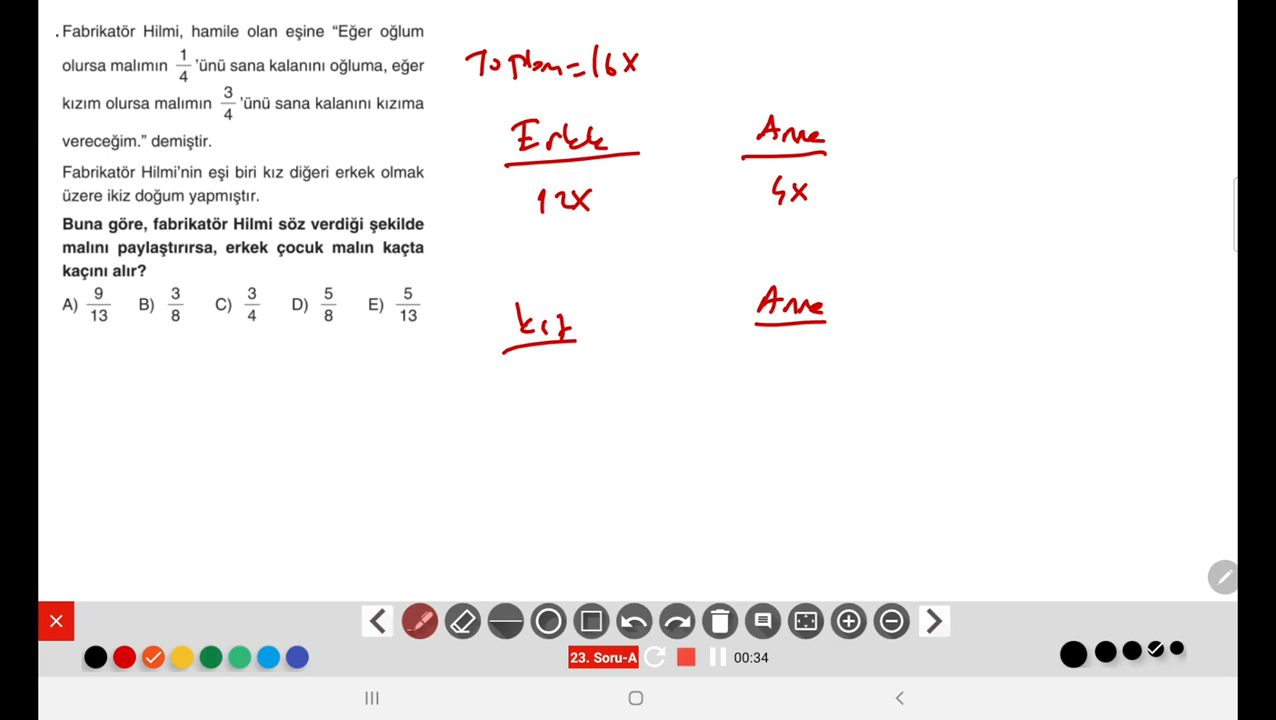 . Fabrikatör Hilmi, hamile olan eşine “Eğer oğlum
olursa malımın 1/4 ’ünü sana kalanını oğluma, eğer
kızım olursa malımın 3/4 ’ünü sana kalanını kızıma
vereceğim.” demiştir.
Fabrikatör Hilmi’nin eşi biri kız diğeri erkek olmak
üzere ikiz doğum yapmıştır.
Buna göre, fabrikatör Hilmi söz verdiği şekilde
malını paylaştırırsa, erkek çocuk malın kaçta
kaçını alır?
A) 9/13 B) 3/8 C) 3/4 D) 5/8 E) 5/13
Toplam=16x
Erkek Anne
12x 4x
kız Anne
23. Soru-A 00:34